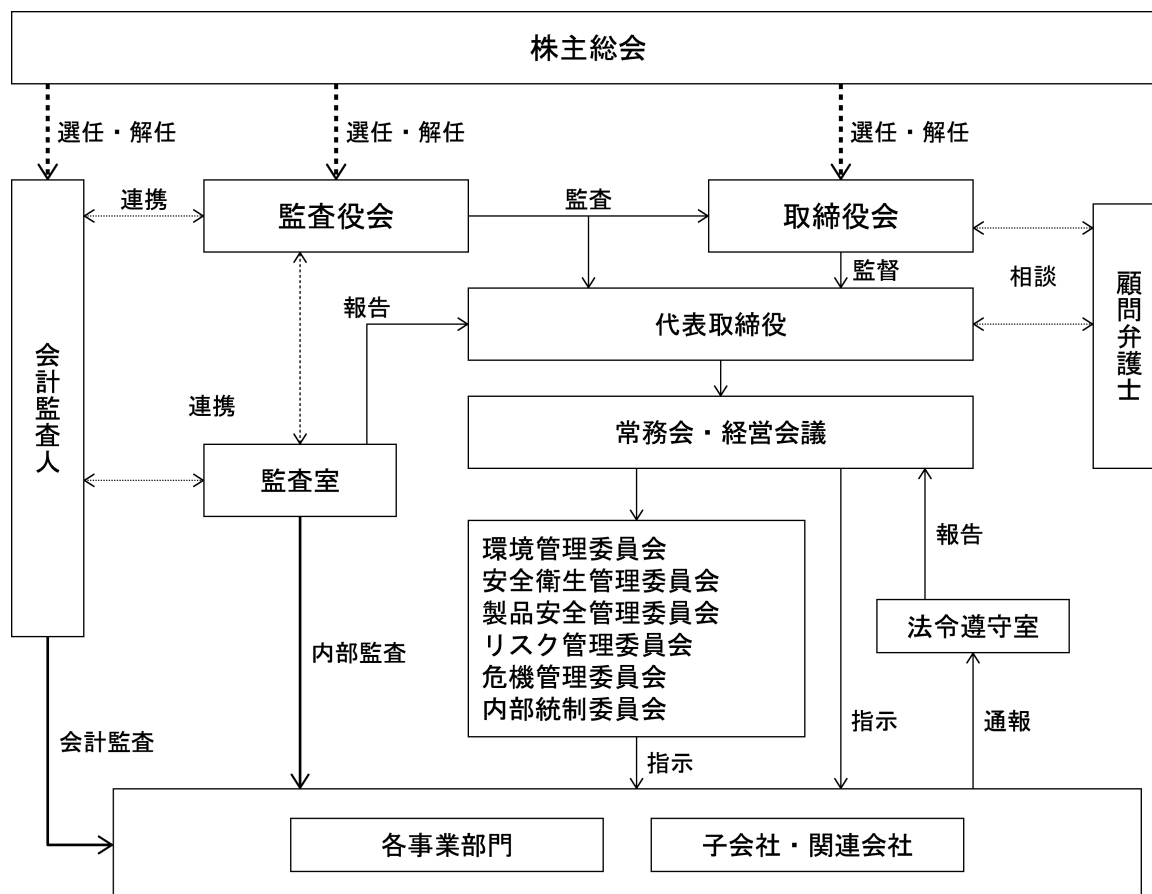 株主総会
選任・解任
選任・解任
選任・解任
連携
監査役会
監査
取締役会
監督
相談
顧問弁護士
報告
代表取締役
会計監査人
連携
常務会・経営会議
監査室
報告
環境管理委員会
安全衛生管理委員会
製品安全管理委員会
リスク管理委員会
危機管理委員会
内部統制委員会
法令遵守室
内部監査
会計監査
指示
指示
通報
各事業部門
子会社・関連会社